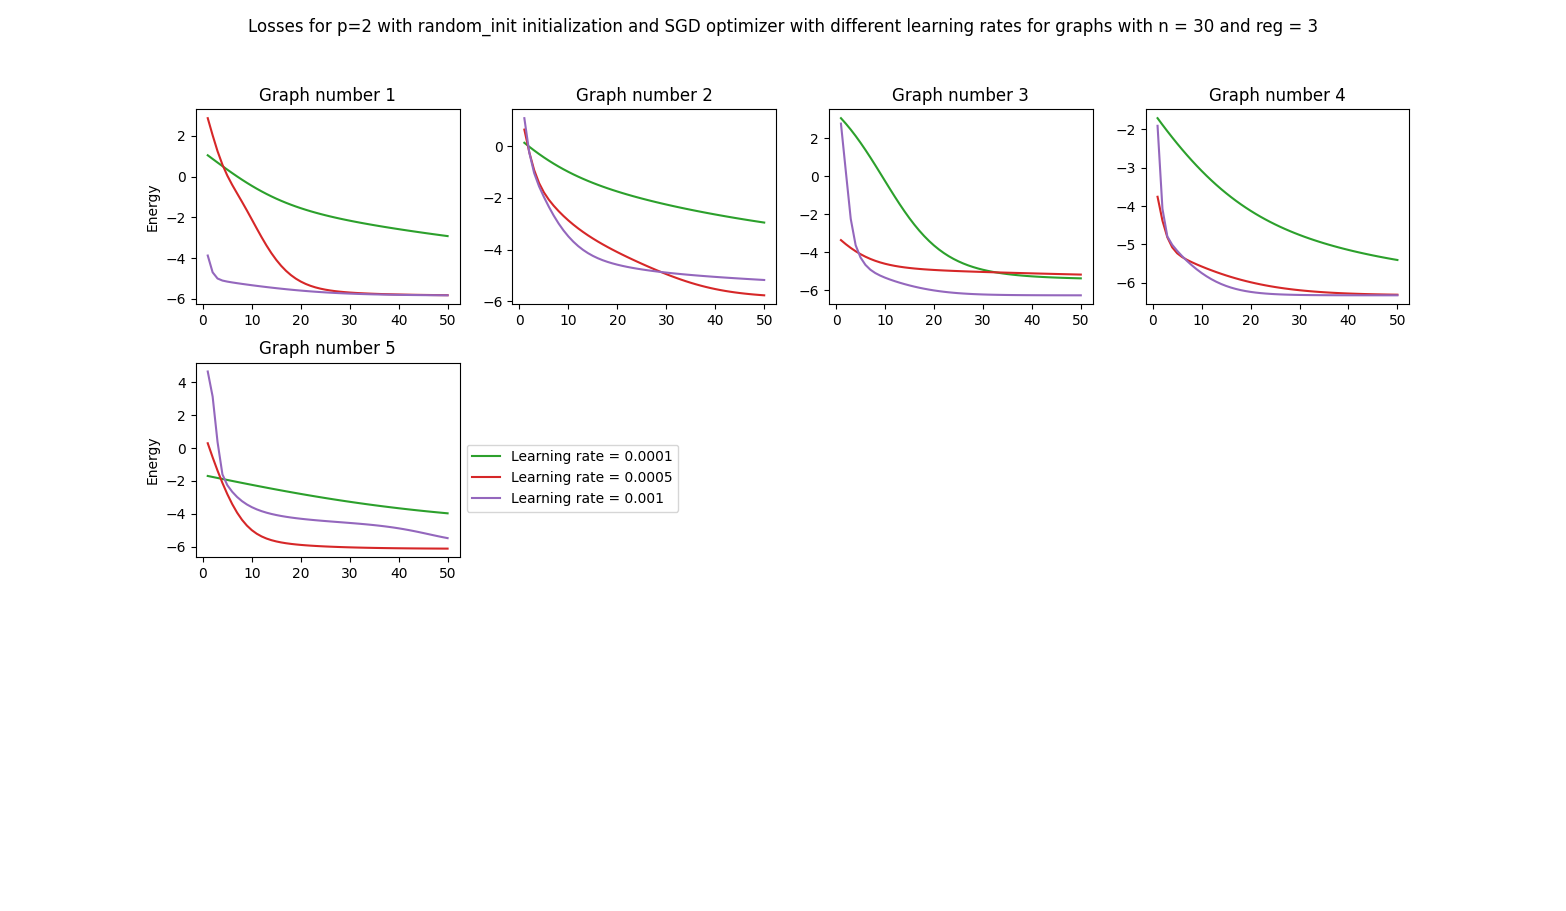 Losses for p=2 with random_init initialization and SGD optimizer with different learning rates for graphs with n = 30 and reg = 3
Graph number 1
Graph number 2
Graph number 3
Graph number 4
Energy
2
0
−2
−4
−6
0 10 20 30 40 50
0
−2
−4
−6
0 10 20 30 40 50
2
0
−2
−4
−6
0 10 20 30 40 50
−2
−3
−4
−5
−6
0 10 20 30 40 50
Graph number 5
Energy
4
2
0
−2
−4
−6
0 10 20 30 40 50
Learning rate = 0.0001
Learning rate = 0.0005
Learning rate = 0.001